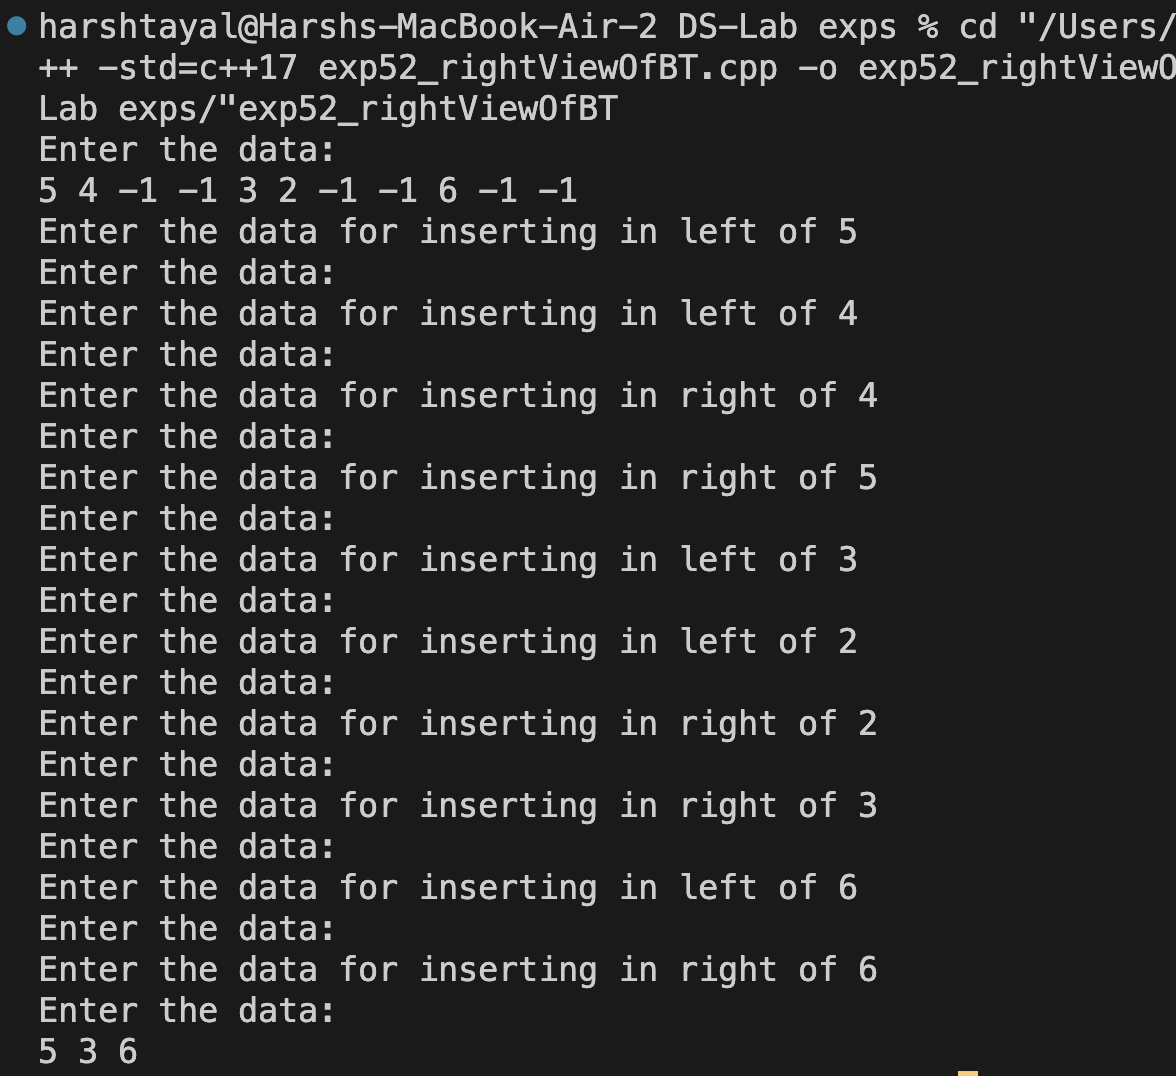 harshtayal@Harshs-MacBook-Air-2 DS-Lab exps % cd "/Users/
++ -std=c++17 exp52_rightViewOfBT.cpp -o exp52_rightViewO
Lab exps/"exp52_rightViewOfBT
Enter the data:
5 4 -1 -1 3 2 -1 -1 6 -1 -1
Enter the data for inserting in left of 5
Enter the data:
Enter the data for inserting in left of 4
Enter the data:
Enter the data for inserting in right of 4
Enter the data:
Enter the data for inserting in right of 5
Enter the data:
Enter the data for inserting in left of 3
Enter the data:
Enter the data for inserting in left of 2
Enter the data:
Enter the data for inserting in right of 2
Enter the data:
Enter the data for inserting in right of 3
Enter the data:
Enter the data for inserting in left of 6
Enter the data:
Enter the data for inserting in right of 6
Enter the data:
5 3 6